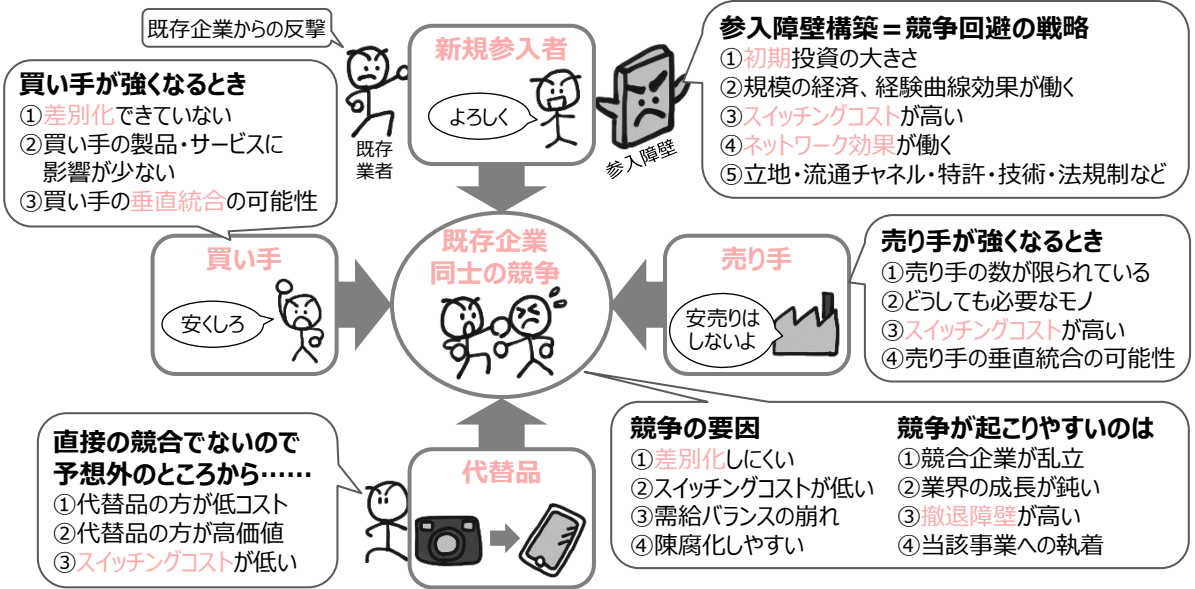 既存企業からの反撃
新規参入者
よろしく
既存
業者
参入障壁
参入障壁構築＝競争回避の戦略
①初期投資の大きさ
②規模の経済、経験曲線効果が働く
③スイッチングコストが高い
④ネットワーク効果が働く
⑤立地・流通チャネル・特許・技術・法規制など
買い手が強くなるとき
①差別化できていない
②買い手の製品・サービスに
影響が少ない
③買い手の垂直統合の可能性
買い手
安くしろ
既存企業
同士の競争
売り手
安売りは
しないよ
売り手が強くなるとき
①売り手の数が限られている
②どうしても必要なモノ
③スイッチングコストが高い
④売り手の垂直統合の可能性
直接の競合でないので
予想外のところから……
①代替品の方が低コスト
②代替品の方が高価値
③スイッチングコストが低い
代替品
競争の要因
①差別化しにくい
②スイッチングコストが低い
③需給バランスの崩れ
④陳腐化しやすい
競争が起こりやすいのは
①競合企業が乱立
②業界の成長が鈍い
③撤退障壁が高い
④当該事業への執着